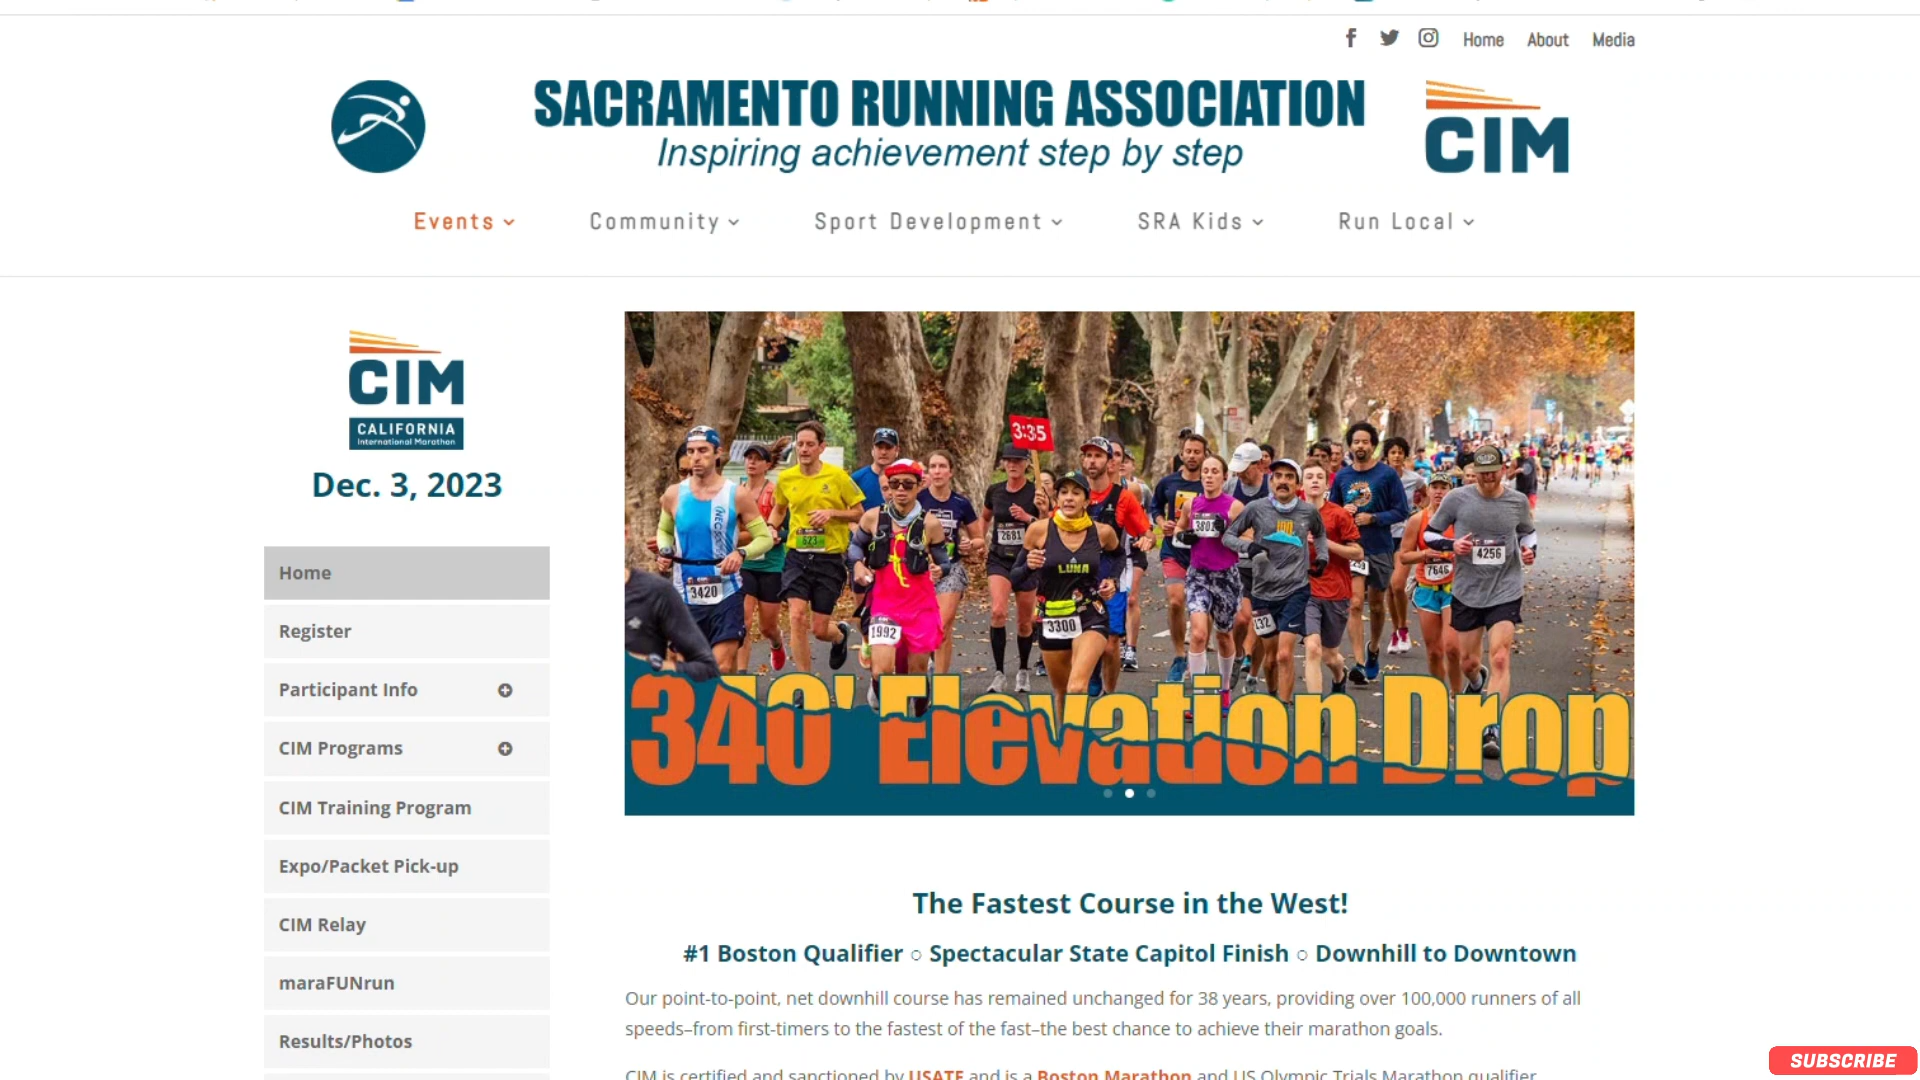 Home About Media
SACRAMENTO RUNNING ASSOCIATION
Inspiring achievement step by step
CIM
Events Community Sport Development SRA Kids Run Local
CIM
CALIFORNIA
International Marathon
Dec. 3, 2023
Home
Register
Participant Info
CIM Programs
CIM Training Program
Expo/Packet Pick-up
CIM Relay
maraFUNrun
Results/Photos
3:35
623
2681
3801
4256
7646
3420
LUNA
1992
3300
340' Elevation Drop
The Fastest Course in the West!
#1 Boston Qualifier ○ Spectacular State Capitol Finish ○ Downhill to Downtown
Our point-to-point, net downhill course has remained unchanged for 38 years, providing over 100,000 runners of all
speeds–from first-timers to the fastest of the fast–the best chance to achieve their marathon goals.
CIM is certified and sanctioned by USATF and is a Boston Marathon and US Olympic Trials Marathon qualifier.
SUBSCRIBE